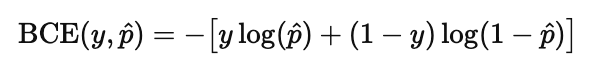 BCE(y, p̂) = −[y log(p̂) + (1 − y) log(1 − p̂)]